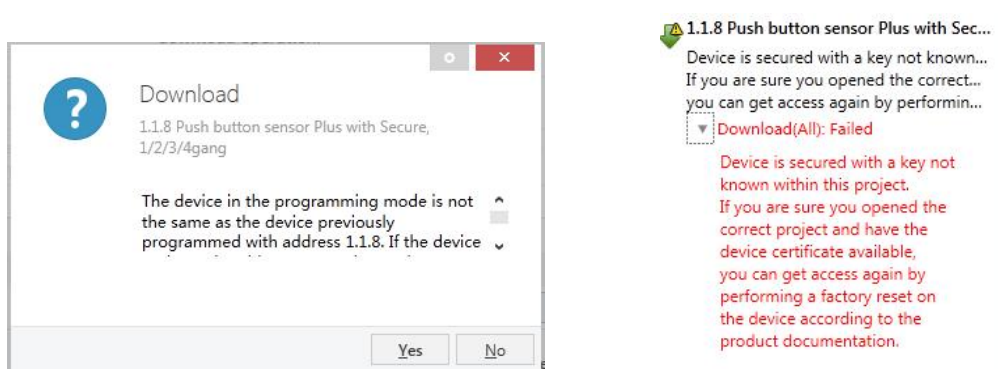 Download
1.1.8 Push button sensor Plus with Secure,
1/2/3/4gang
The device in the programming mode is not
the same as the device previously
programmed with address 1.1.8. If the device
Yes
No
1.1.8 Push button sensor Plus with Sec...
Device is secured with a key not known...
If you are sure you opened the correct...
you can get access again by performin...
Download(All): Failed
Device is secured with a key not
known within this project.
If you are sure you opened the
correct project and have the
device certificate available,
you can get access again by
performing a factory reset on
the device according to the
product documentation.